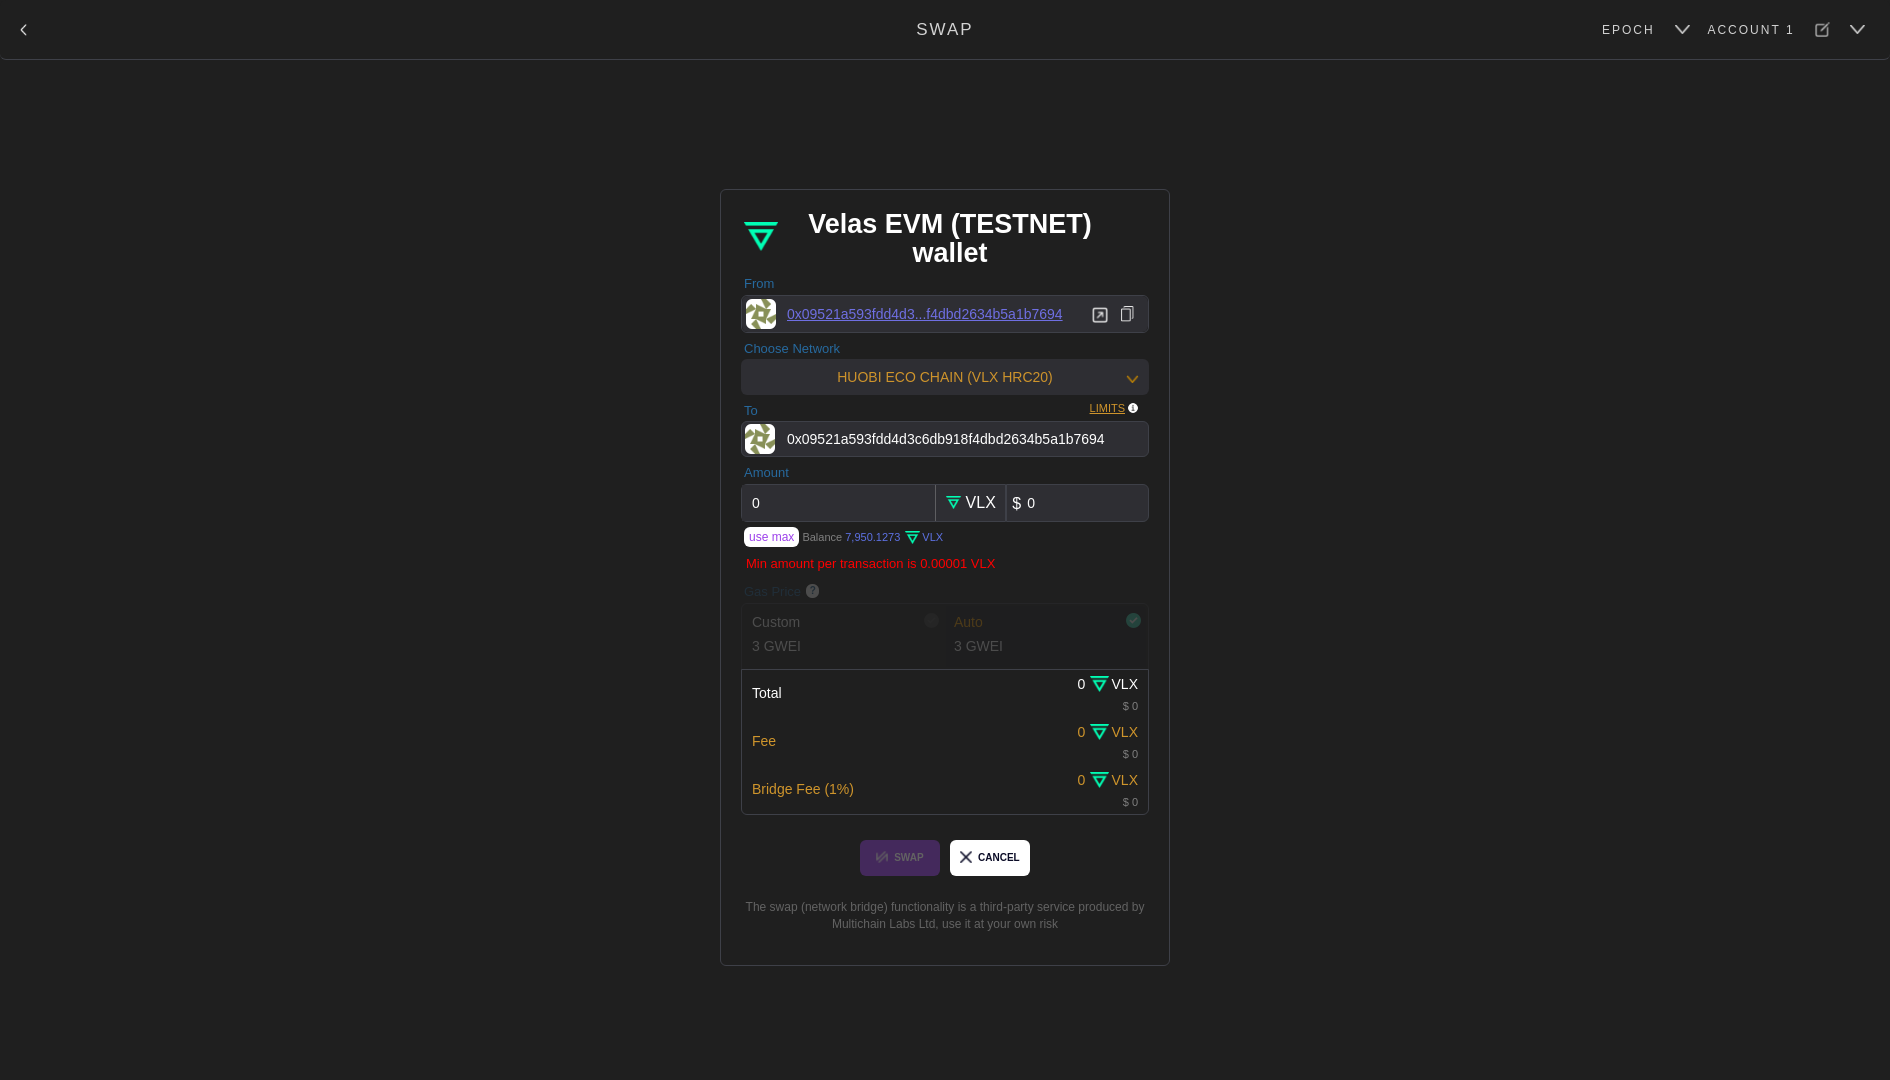 SWAP
EPOCH
ACCOUNT 1
Velas EVM (TESTNET)
wallet
From
0x09521a593fdd4d3...f4dbd2634b5a1b7694
Choose Network
HUOBI ECO CHAIN (VLX HRC20)
To
LIMITS
0x09521a593fdd4d3c6db918f4dbd2634b5a1b7694
Amount
0
VLX
$ 0
use max Balance 7,950.1273 VLX
Min amount per transaction is 0.00001 VLX
Gas Price ?
Custom
3 GWEI
Auto
3 GWEI
Total
0 VLX
$ 0
Fee
0 VLX
$ 0
Bridge Fee (1%)
0 VLX
$ 0
SWAP
CANCEL
The swap (network bridge) functionality is a third-party service produced by
Multichain Labs Ltd, use it at your own risk